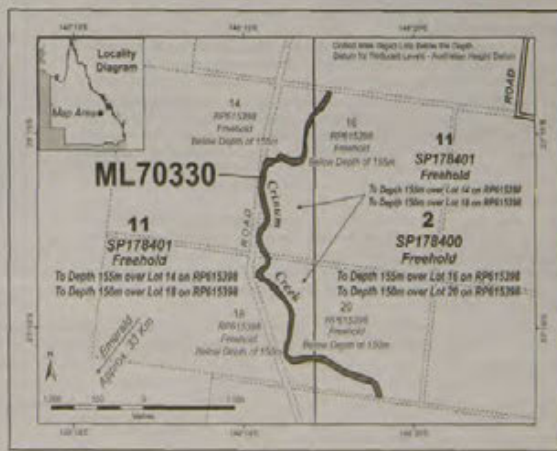 Locality
Diagram
Map Area
ROAD
14
RP615398
Freehold
Below Depth of 155m
16
RP615398
Freehold
Below Depth of 155m
11
SP178401
Freehold
To Depth 155m over Lot 14 on RP615398
To Depth 150m over Lot 18 on RP615398
ML70330
Crinum
ROAD
11
SP178401
Freehold
To Depth 155m over Lot 14 on RP615398
To Depth 150m over Lot 18 on RP615398
2
SP178400
Freehold
To Depth 155m over Lot 16 on RP615398
To Depth 150m over Lot 20 on RP615398
Creek
18
RP615398
Freehold
Below Depth of 150m
20
RP615398
Freehold
Below Depth of 150m
Emerald
Approx. 33 Km
N
0
Metres